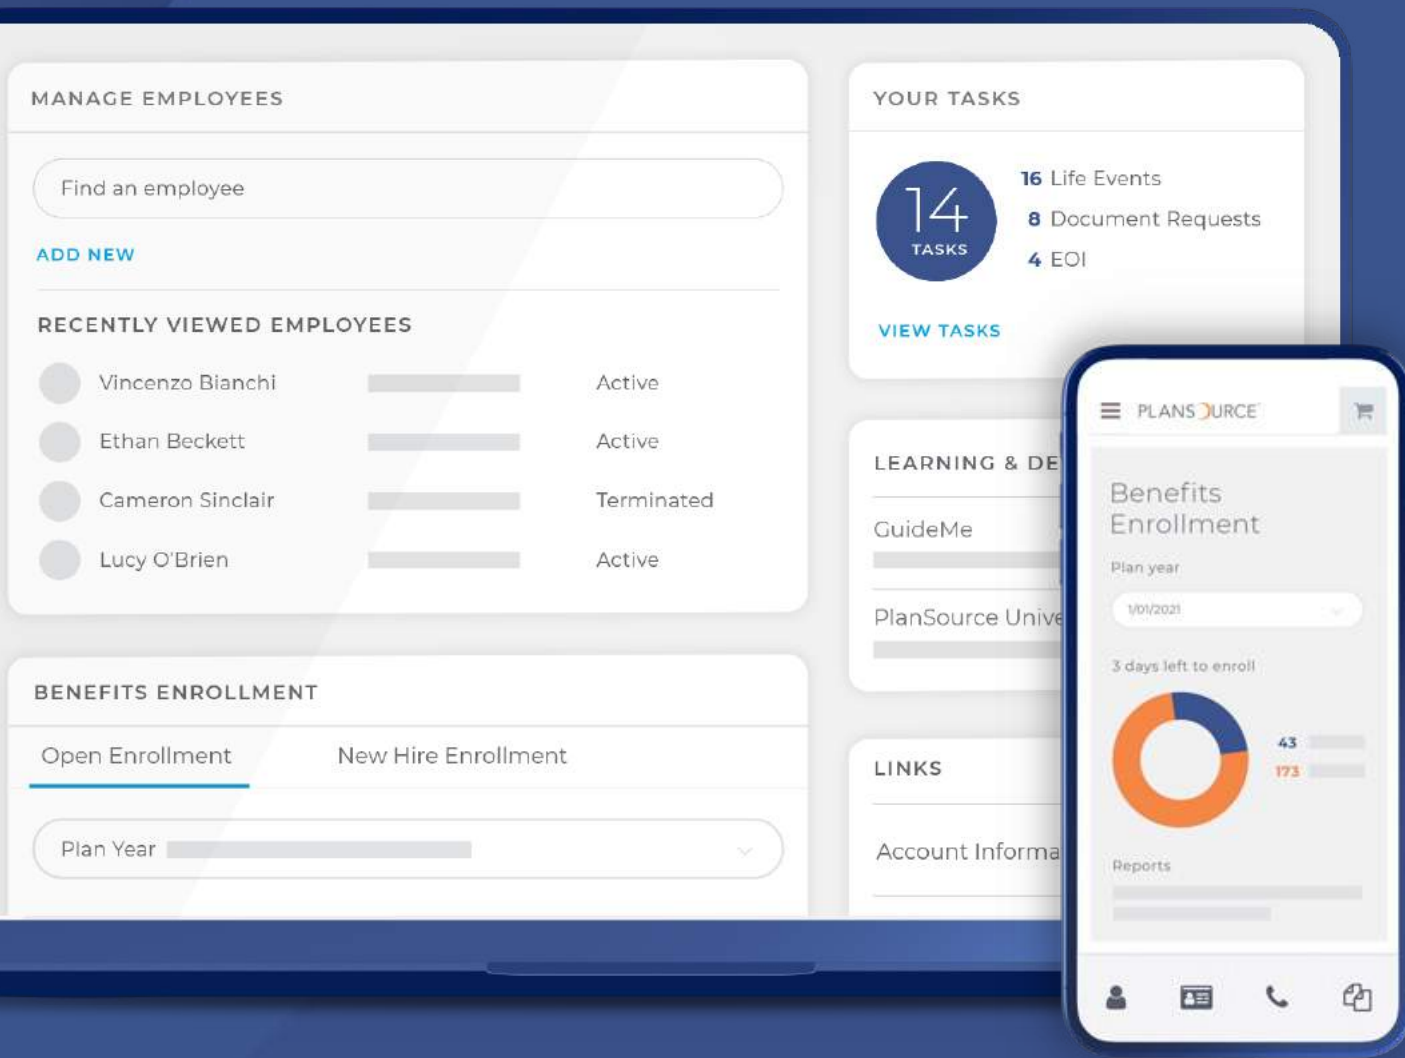 MANAGE EMPLOYEES
Find an employee
ADD NEW
RECENTLY VIEWED EMPLOYEES
Vincenzo Bianchi Active
Ethan Beckett Active
Cameron Sinclair Terminated
Lucy O'Brien Active
BENEFITS ENROLLMENT
Open Enrollment New Hire Enrollment
Plan Year
YOUR TASKS
14
TASKS
16 Life Events
8 Document Requests
4 EOI
VIEW TASKS
LEARNING & DE
GuideMe
PlanSource Unive
LINKS
Account Informa
PLANSOURCE
Benefits
Enrollment
Plan year
1/01/2021
3 days left to enroll
43
173
Reports